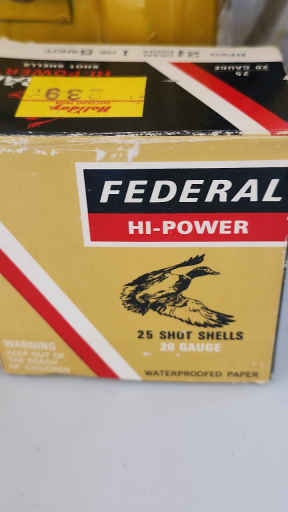 25
20 GAUGE
HI-POWER
SHOT SHELLS
Holiday
FEDERAL
HI-POWER
25 SHOT SHELLS
20 GAUGE
WARNING
KEEP OUT OF
THE REACH
OF CHILDREN
WATERPROOFED PAPER